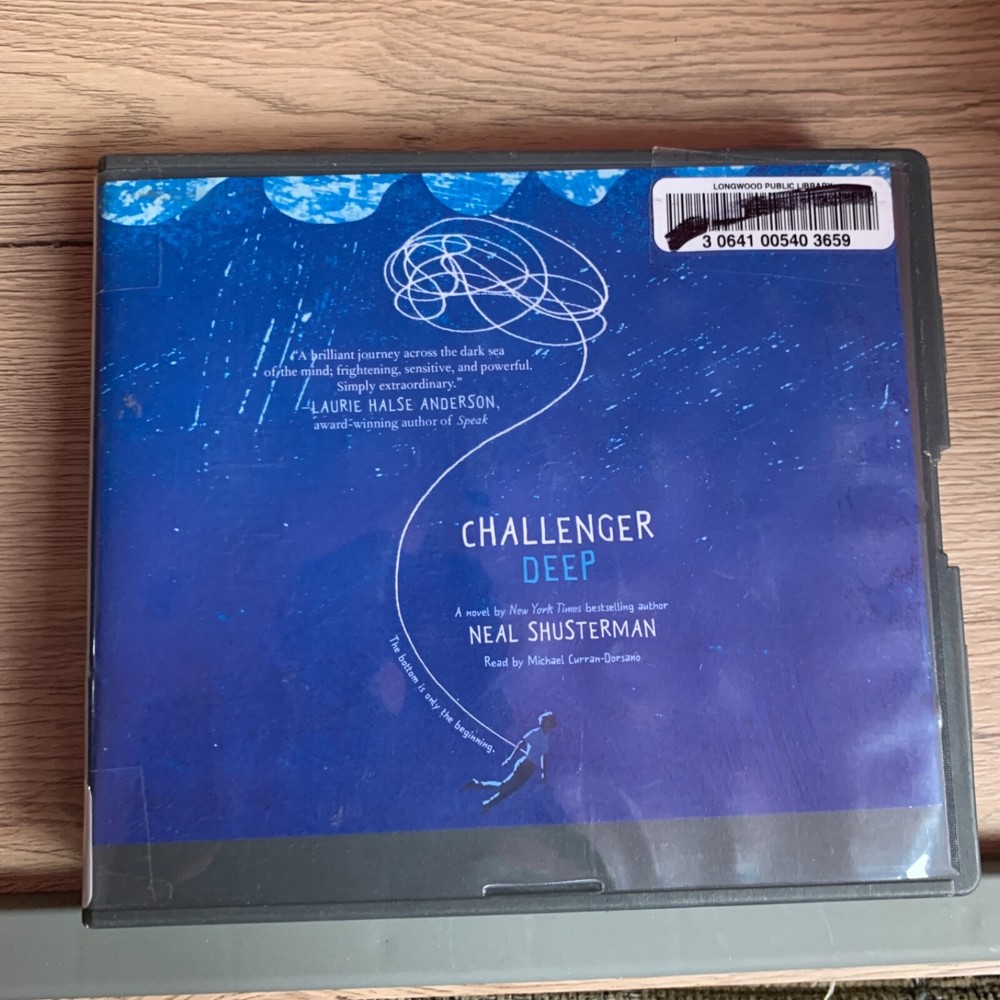 LONGWOOD PUBLIC LIBRARY
3 0641 00540 3659
"A brilliant journey across the dark sea
of the mind; frightening, sensitive, and powerful.
Simply extraordinary."
—LAURIE HALSE ANDERSON,
award-winning author of Speak
CHALLENGER
DEEP
A novel by New York Times bestselling author
NEAL SHUSTERMAN
Read by Michael Curran-Dorsano
The bottom is only the beginning.